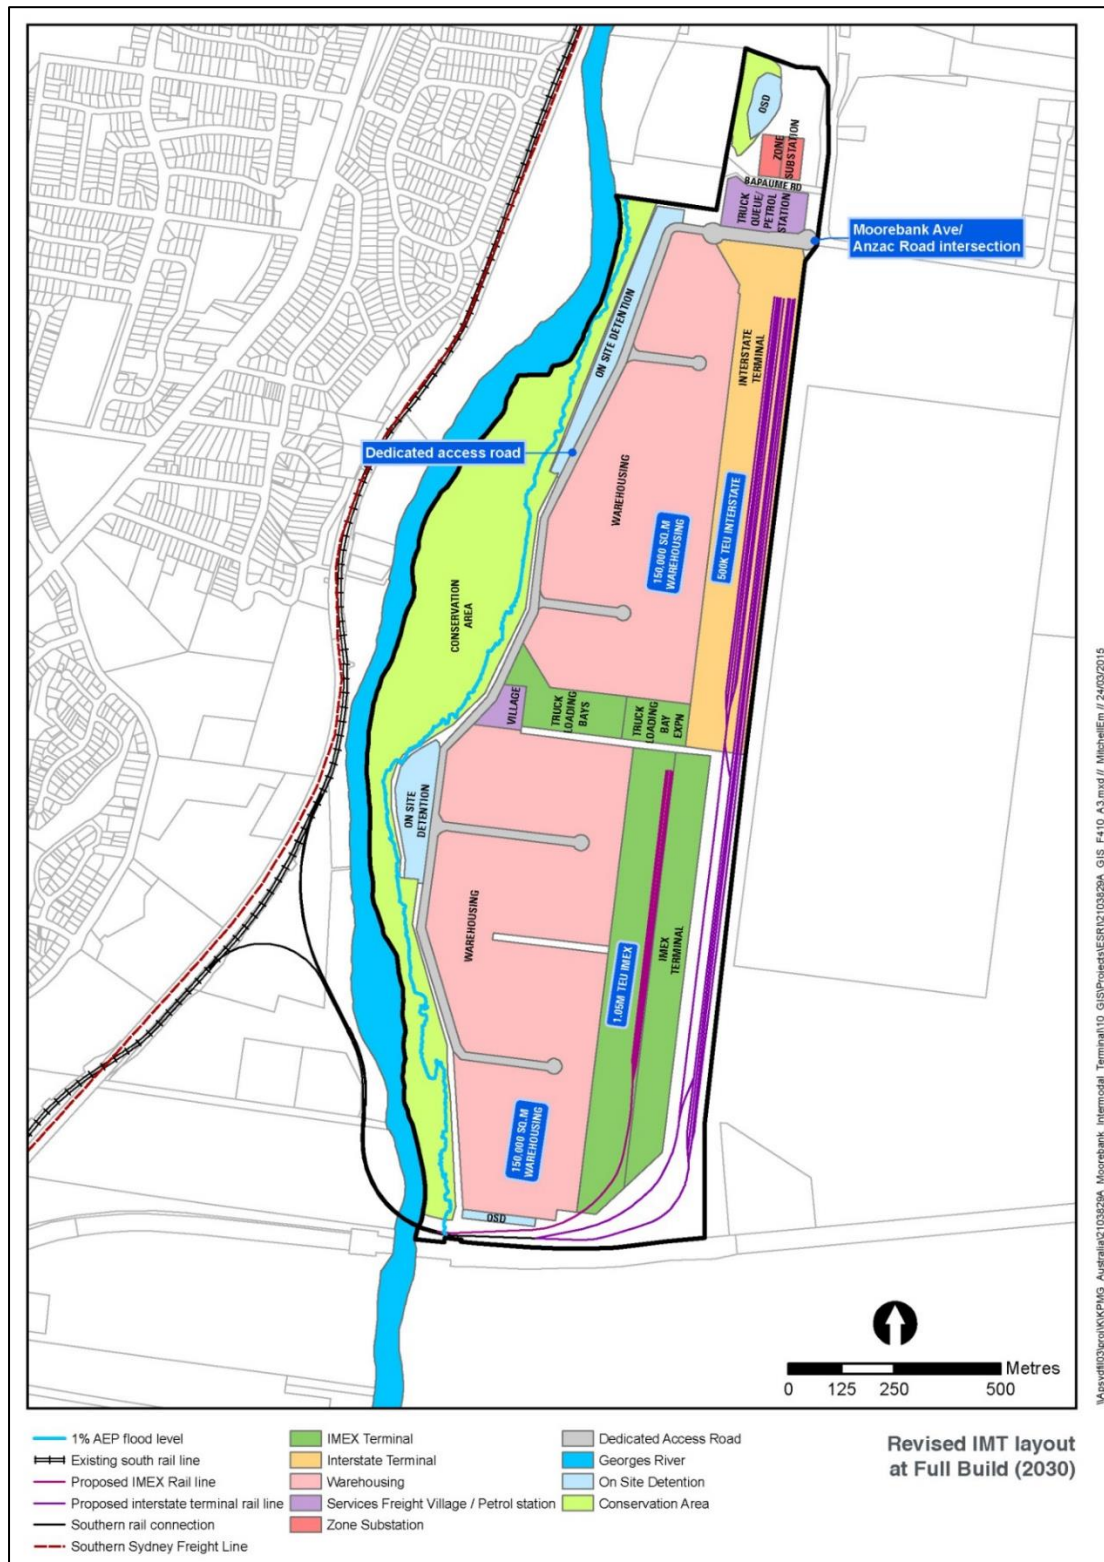 OSD
ZONE
SUBSTATION
BAPAUME RD
TRUCK
QUEUE/
PETROL
STATION
Moorebank Ave/
Anzac Road intersection
ON SITE DETENTION
INTERSTATE
TERMINAL
Dedicated access road
WAREHOUSING
150,000 SQ.M
WAREHOUSING
500K TEU INTERSTATE
CONSERVATION
AREA
VILLAGE
TRUCK
LOADING
BAYS
TRUCK
LOADING
BAY
EXPN
ON SITE
DETENTION
WAREHOUSING
1.05M TEU IMEX
IMEX
TERMINAL
150,000 SQ.M
WAREHOUSING
OSD
Metres
0 125 250 500
1% AEP flood level
Existing south rail line
Proposed IMEX Rail line
Proposed interstate terminal rail line
Southern rail connection
Southern Sydney Freight Line
IMEX Terminal
Interstate Terminal
Warehousing
Services Freight Village / Petrol station
Zone Substation
Dedicated Access Road
Georges River
On Site Detention
Conservation Area
Revised IMT layout
at Full Build (2030)